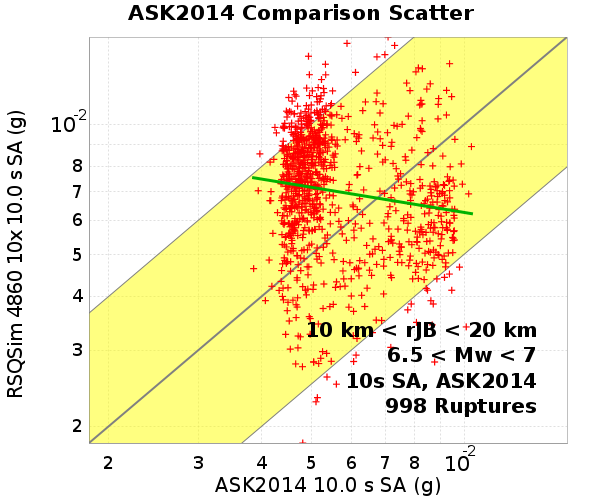 ASK2014 Comparison Scatter
RSQSim 4860 10x 10.0 s SA (g)
10-2
8
7
6
5
4
3
2
10 km < rJB < 20 km
6.5 < Mw < 7
10s SA, ASK2014
998 Ruptures
2 3 4 5 6 7 8 10-2
ASK2014 10.0 s SA (g)